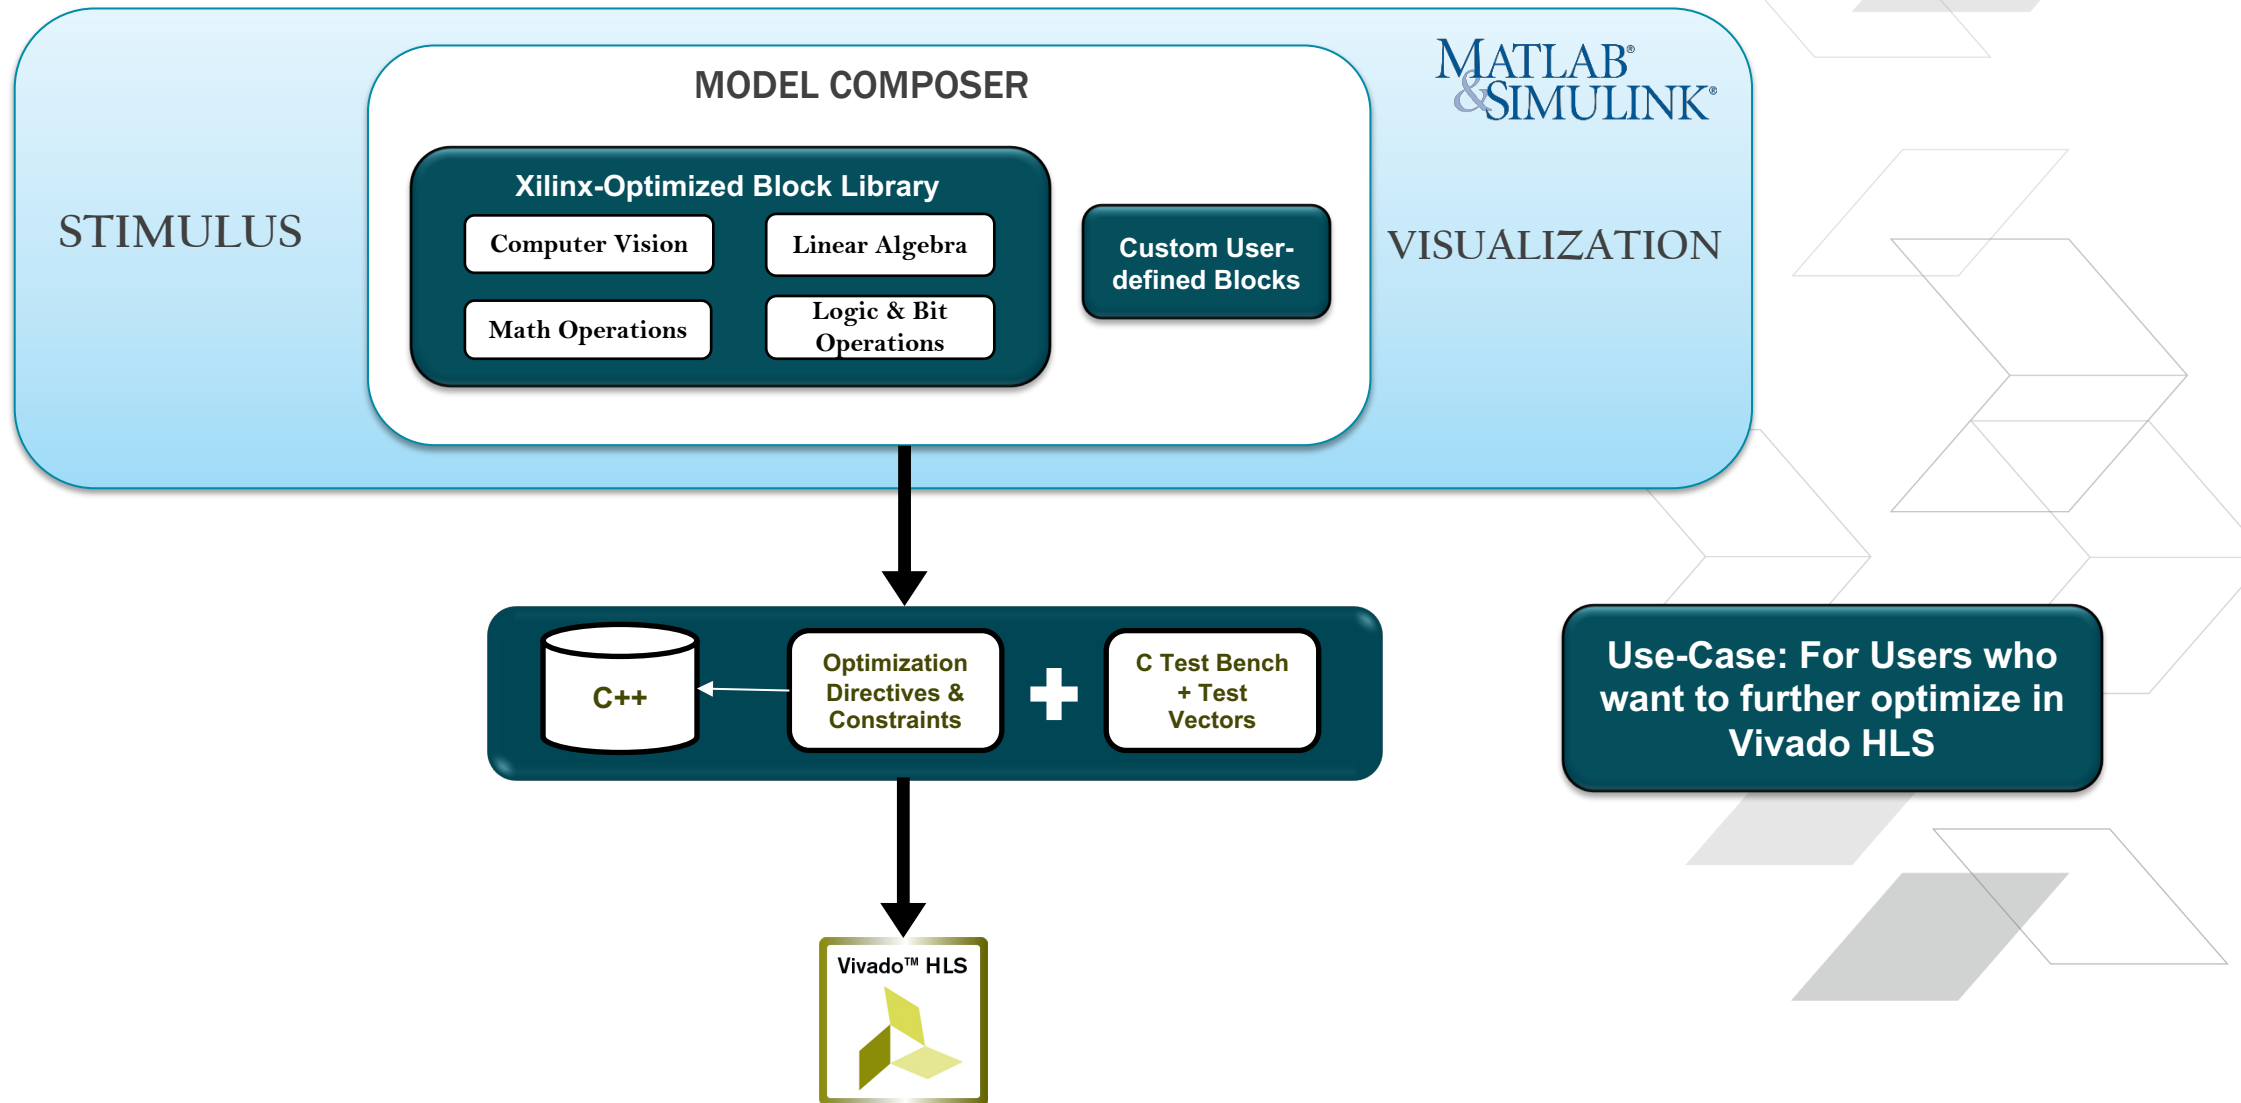 MODEL COMPOSER
MATLAB®
&SIMULINK®
Xilinx-Optimized Block Library
STIMULUS
Computer Vision
Linear Algebra
Math Operations
Logic & Bit
Operations
Custom User-
defined Blocks
VISUALIZATION
C++
Optimization
Directives &
Constraints
C Test Bench
+ Test
Vectors
Use-Case: For Users who
want to further optimize in
Vivado HLS
Vivado™ HLS